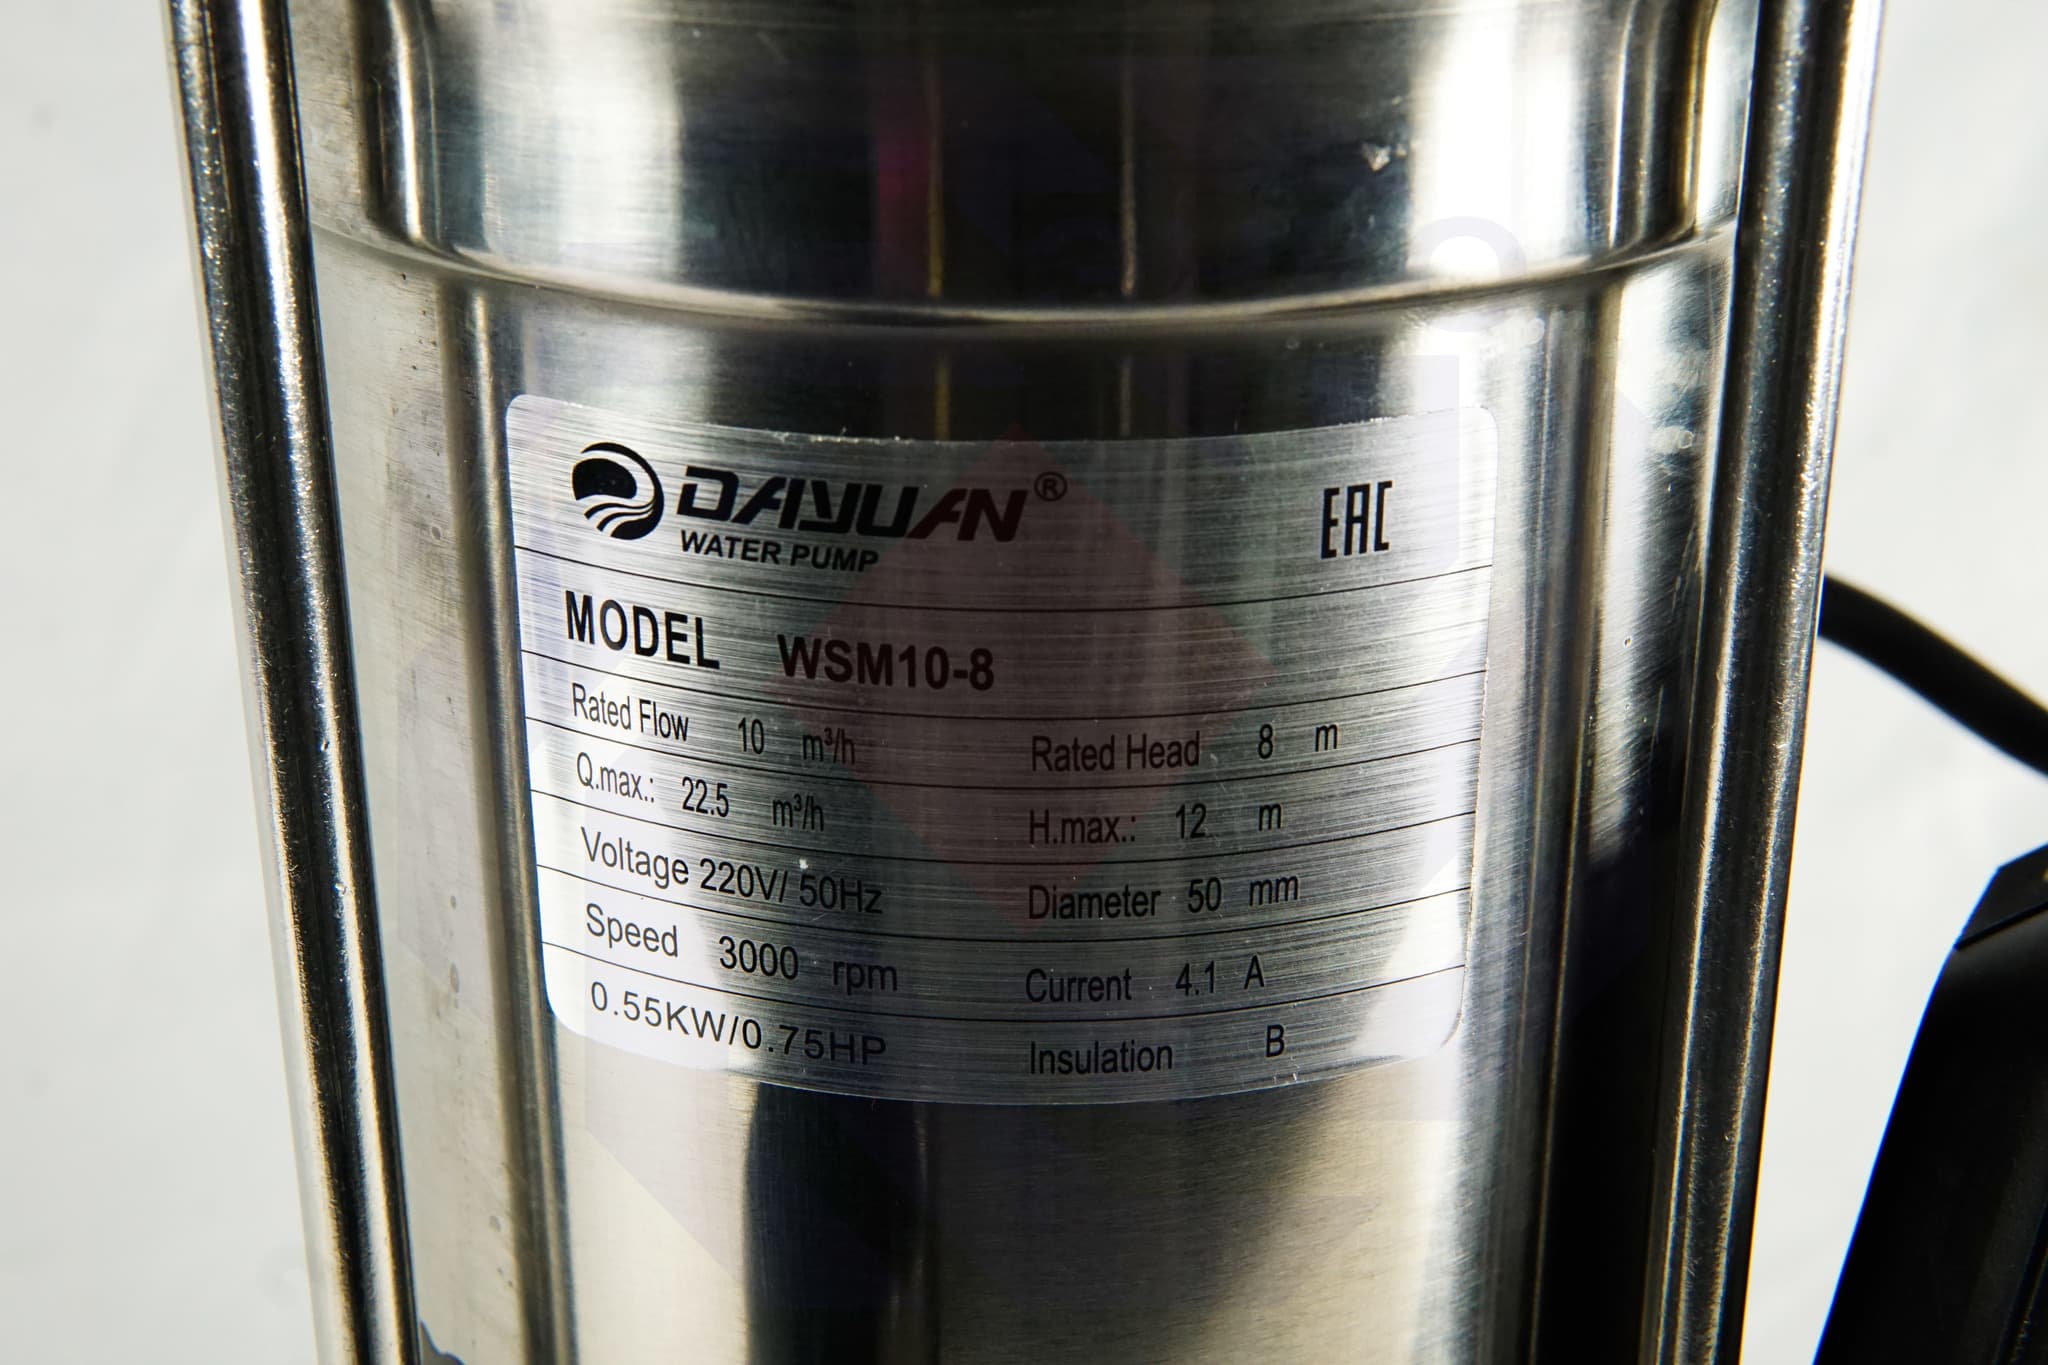 DAYUAN®
WATER PUMP
EAC
MODEL WSM10-8
Rated Flow 10 m³/h Rated Head 8 m
Q.max.: 22.5 m³/h H.max.: 12 m
Voltage 220V/ 50Hz Diameter 50 mm
Speed 3000 rpm Current 4.1 A
0.55KW/0.75HP Insulation B